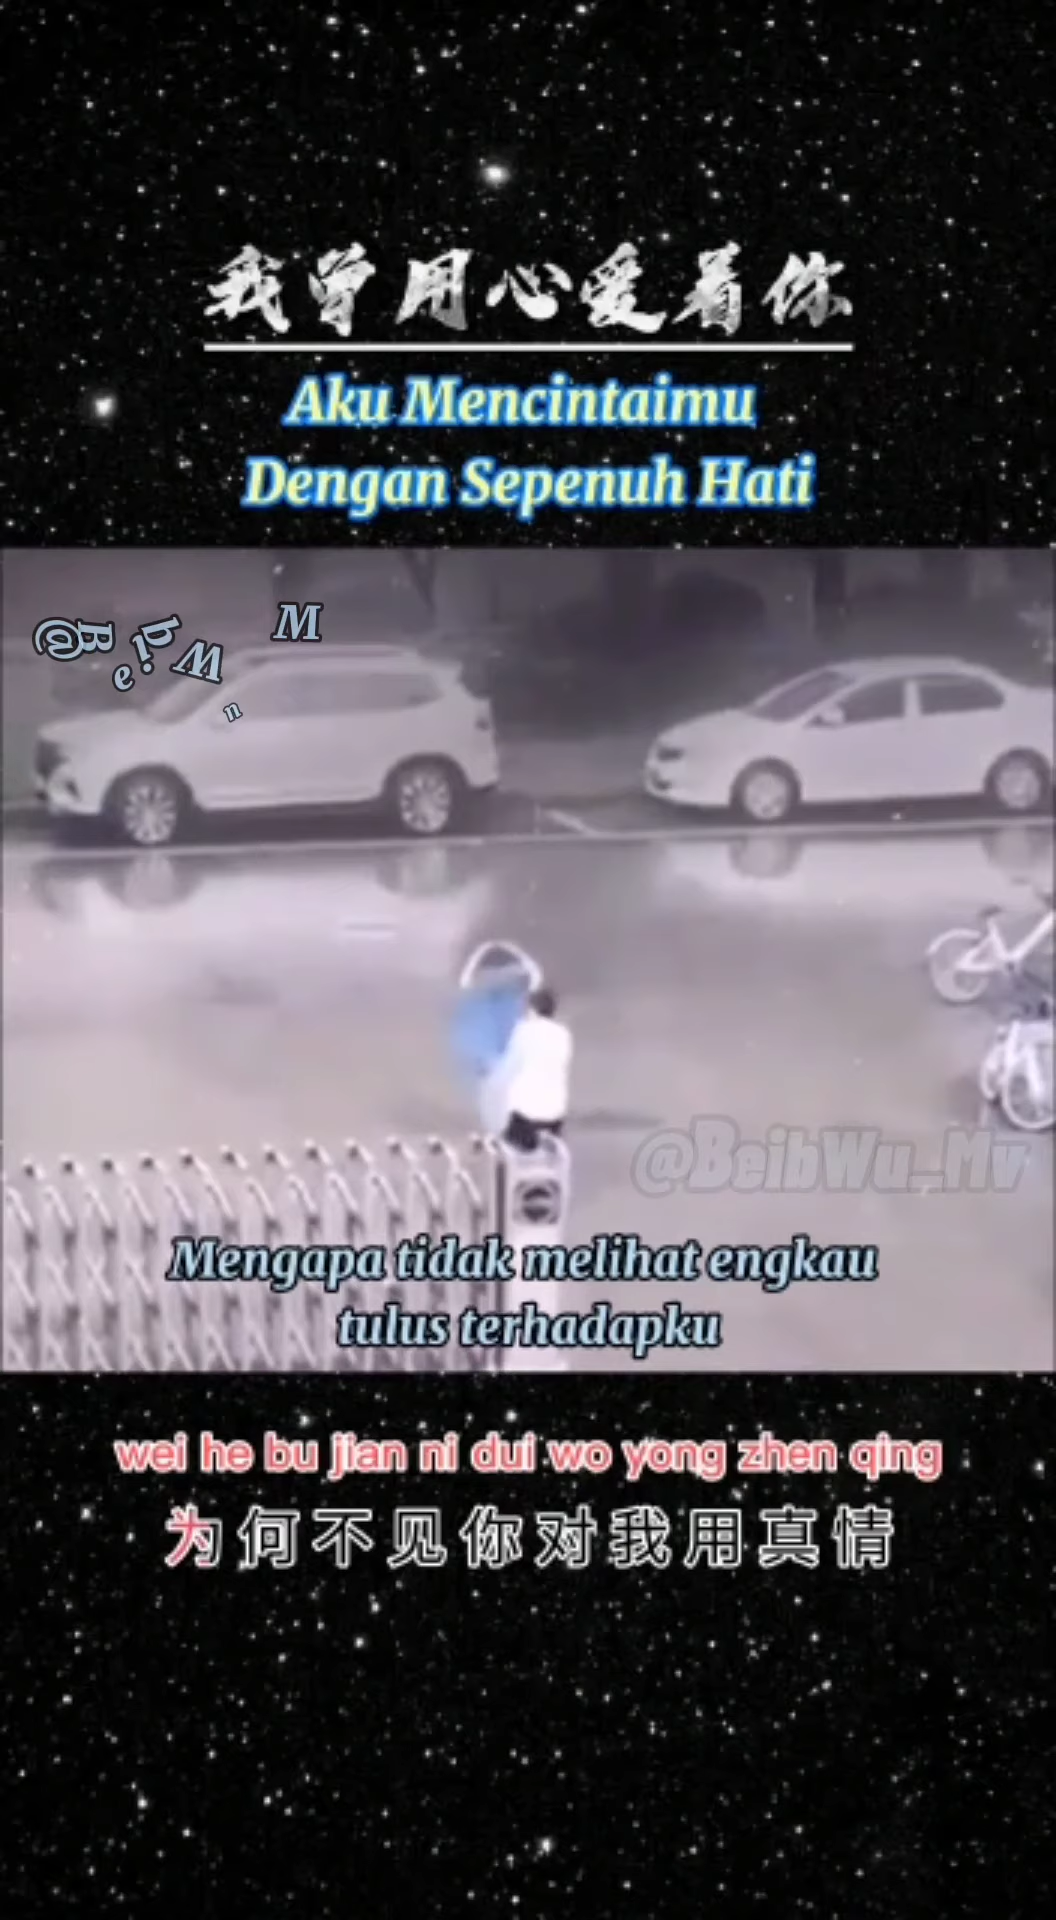 我曾用心爱着你
Aku Mencintaimu
Dengan Sepenuh Hati
@BeibWu M
@BeibWu_Mv
Mengapa tidak melihat engkau
tulus terhadapku
wei he bu jian ni dui wo yong zhen qing
为何不见你对我用真情